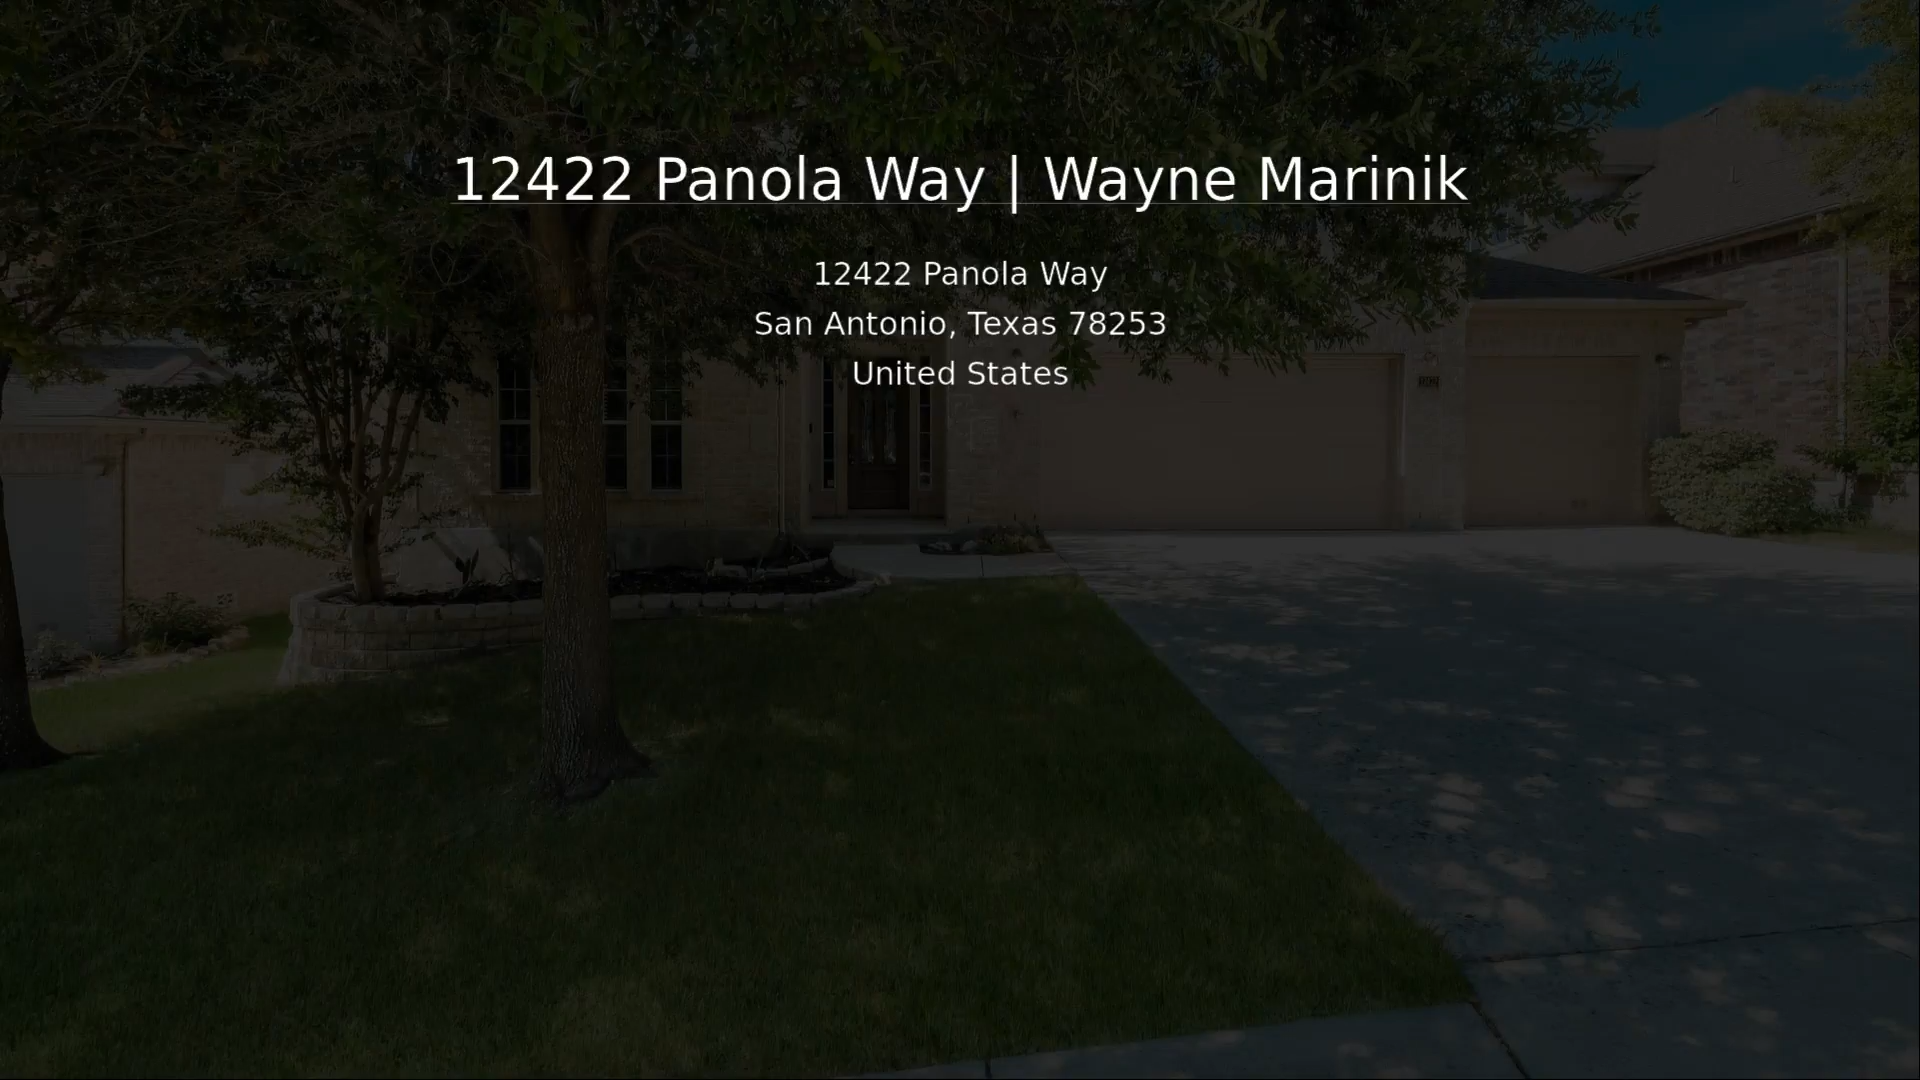 12422 Panola Way | Wayne Marinik
12422 Panola Way
San Antonio, Texas 78253
United States